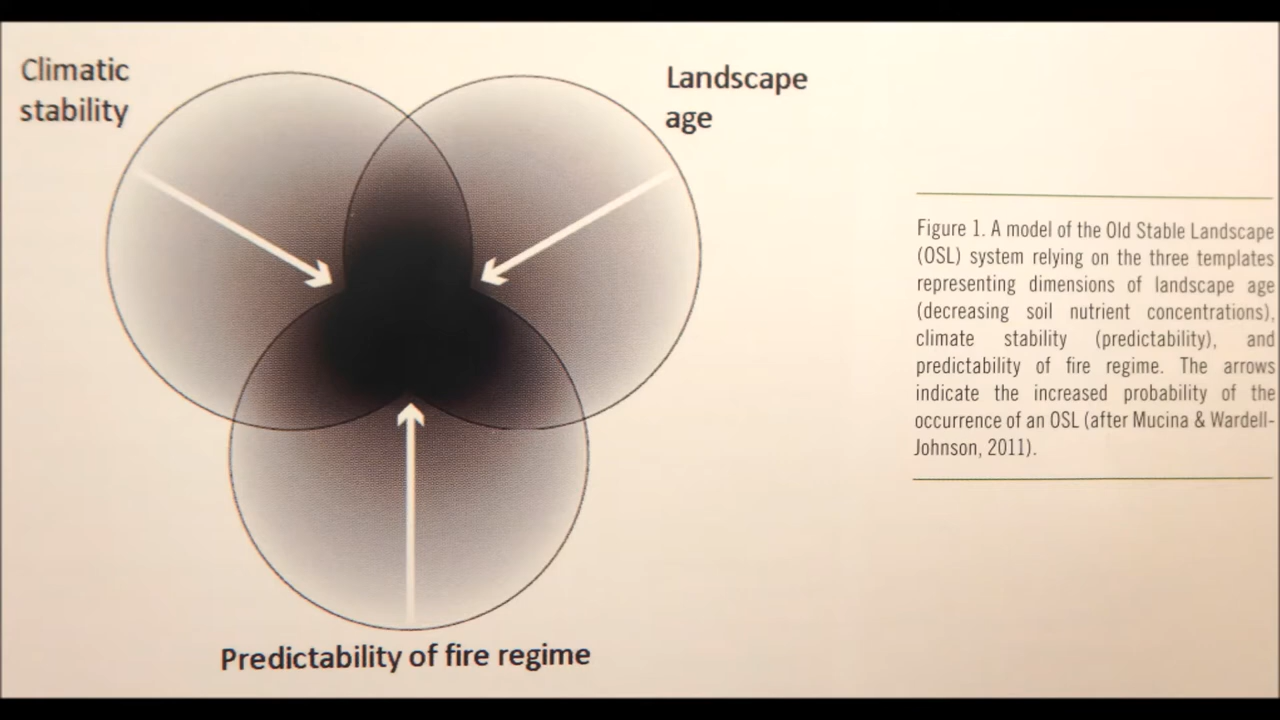 Climatic
stability
Landscape
age
Predictability of fire regime
Figure 1. A model of the Old Stable Landscape
(OSL) system relying on the three templates
representing dimensions of landscape age
(decreasing soil nutrient concentrations),
climate stability (predictability), and
predictability of fire regime. The arrows
indicate the increased probability of the
occurrence of an OSL (after Mucina & Wardell-
Johnson, 2011).